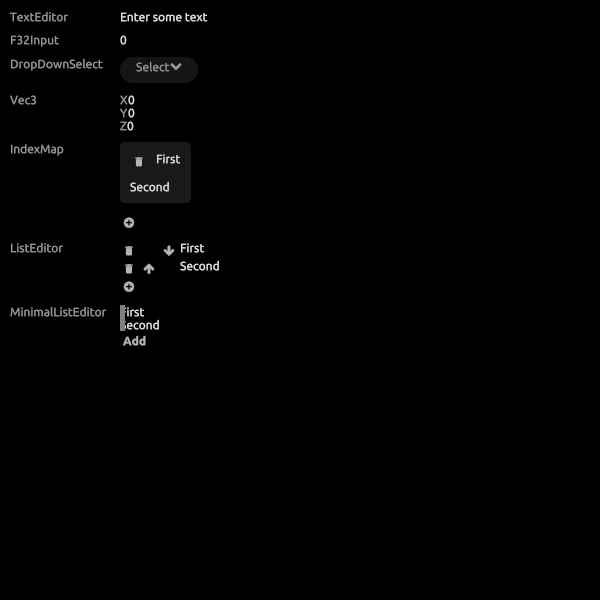 TextEditor Enter some text
F32Input 0
DropDownSelect Select
Vec3 X0
Y0
Z0
IndexMap First
Second
ListEditor First
Second
MinimalListEditor First
Second
Add